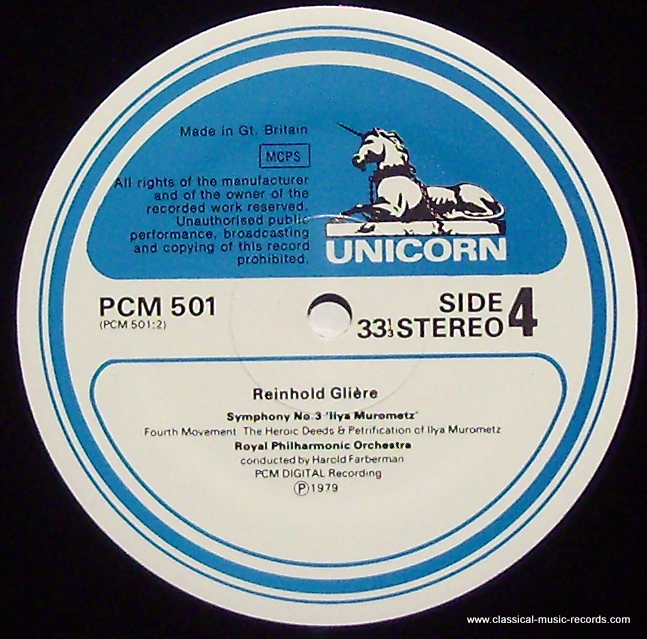 Made in Gt. Britain
MCPS
All rights of the manufacturer
and of the owner of the
recorded work reserved.
Unauthorised public
performance, broadcasting
and copying of this record
prohibited.
UNICORN
PCM 501
(PCM 501:2)
SIDE 4
33⅓ STEREO
Reinhold Glière
Symphony No.3 'Ilya Murometz'
Fourth Movement The Heroic Deeds & Petrification of Ilya Murometz
Royal Philharmonic Orchestra
conducted by Harold Farberman
PCM DIGITAL Recording
Ⓟ 1979
www.classical-music-records.com